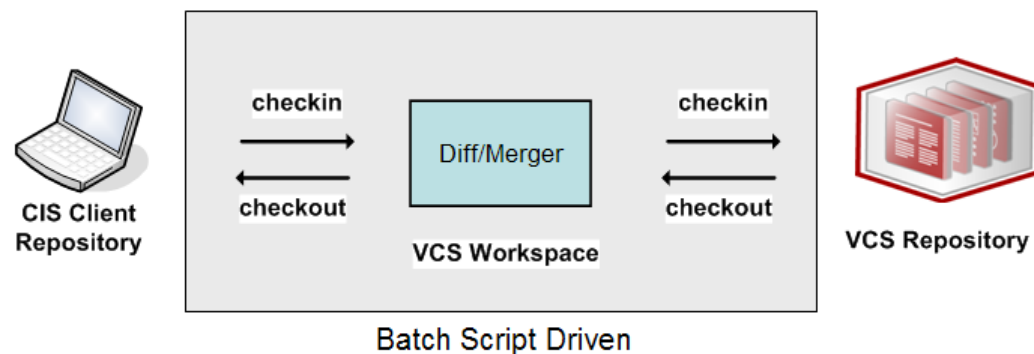 checkin
checkin
Diff/Merger
checkout
checkout
CIS Client
Repository
VCS Workspace
VCS Repository
Batch Script Driven